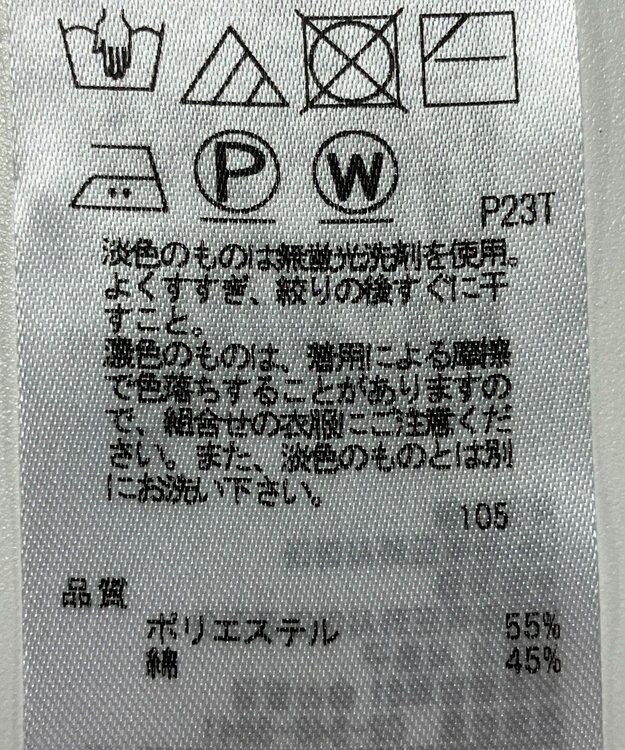 P W
P23T
淡色のものは無蛍光洗剤を使用。
よくすすぎ、絞りの後すぐに干
すこと。
濃色のものは、着用による摩擦
で色落ちすることがありますの
で、組合せの衣服にご注意くだ
さい。また、淡色のものとは別
にお洗い下さい。
105
品質
ポリエステル 55%
綿 45%